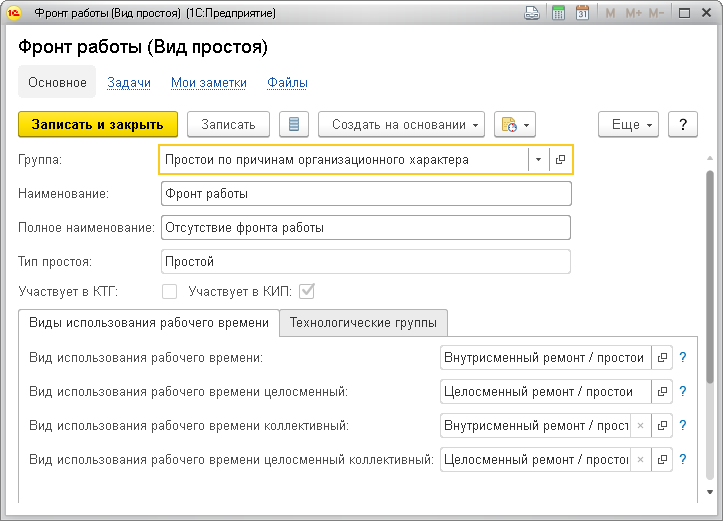 1С Фронт работы (Вид простоя) (1С:Предприятие) 31 M M+ M-
Фронт работы (Вид простоя)
Основное Задачи Мои заметки Файлы
Записать и закрыть Записать Создать на основании Еще ?
Группа: Простои по причинам организационного характера
Наименование: Фронт работы
Полное наименование: Отсутствие фронта работы
Тип простоя: Простой
Участвует в КТГ: Участвует в КИП:
Виды использования рабочего времени Технологические группы
Вид использования рабочего времени: Внутрисменный ремонт / простои ?
Вид использования рабочего времени целосменный: Целосменный ремонт / простои ?
Вид использования рабочего времени коллективный: Внутрисменный ремонт / прост × ?
Вид использования рабочего времени целосменный коллективный: Целосменный ремонт / простои × ?